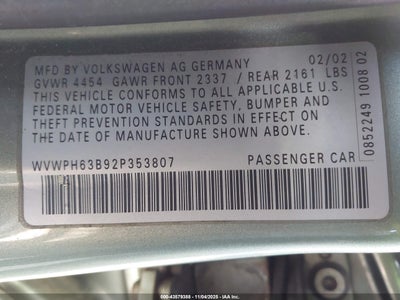 MFD BY VOLKSWAGEN AG GERMANY 02/02
GVWR 4454 GAWR FRONT 2337 / REAR 2161 LBS
THIS VEHICLE CONFORMS TO ALL APPLICABLE U.S.
FEDERAL MOTOR VEHICLE SAFETY, BUMPER AND
THEFT PREVENTION STANDARDS IN EFFECT ON THE
DATE OF MANUFACTURE SHOWN ABOVE.
WVWPH63B92P353807 PASSENGER CAR
0852249 1008 02
600-43579388 - 11/04/2025 - IAA Inc.